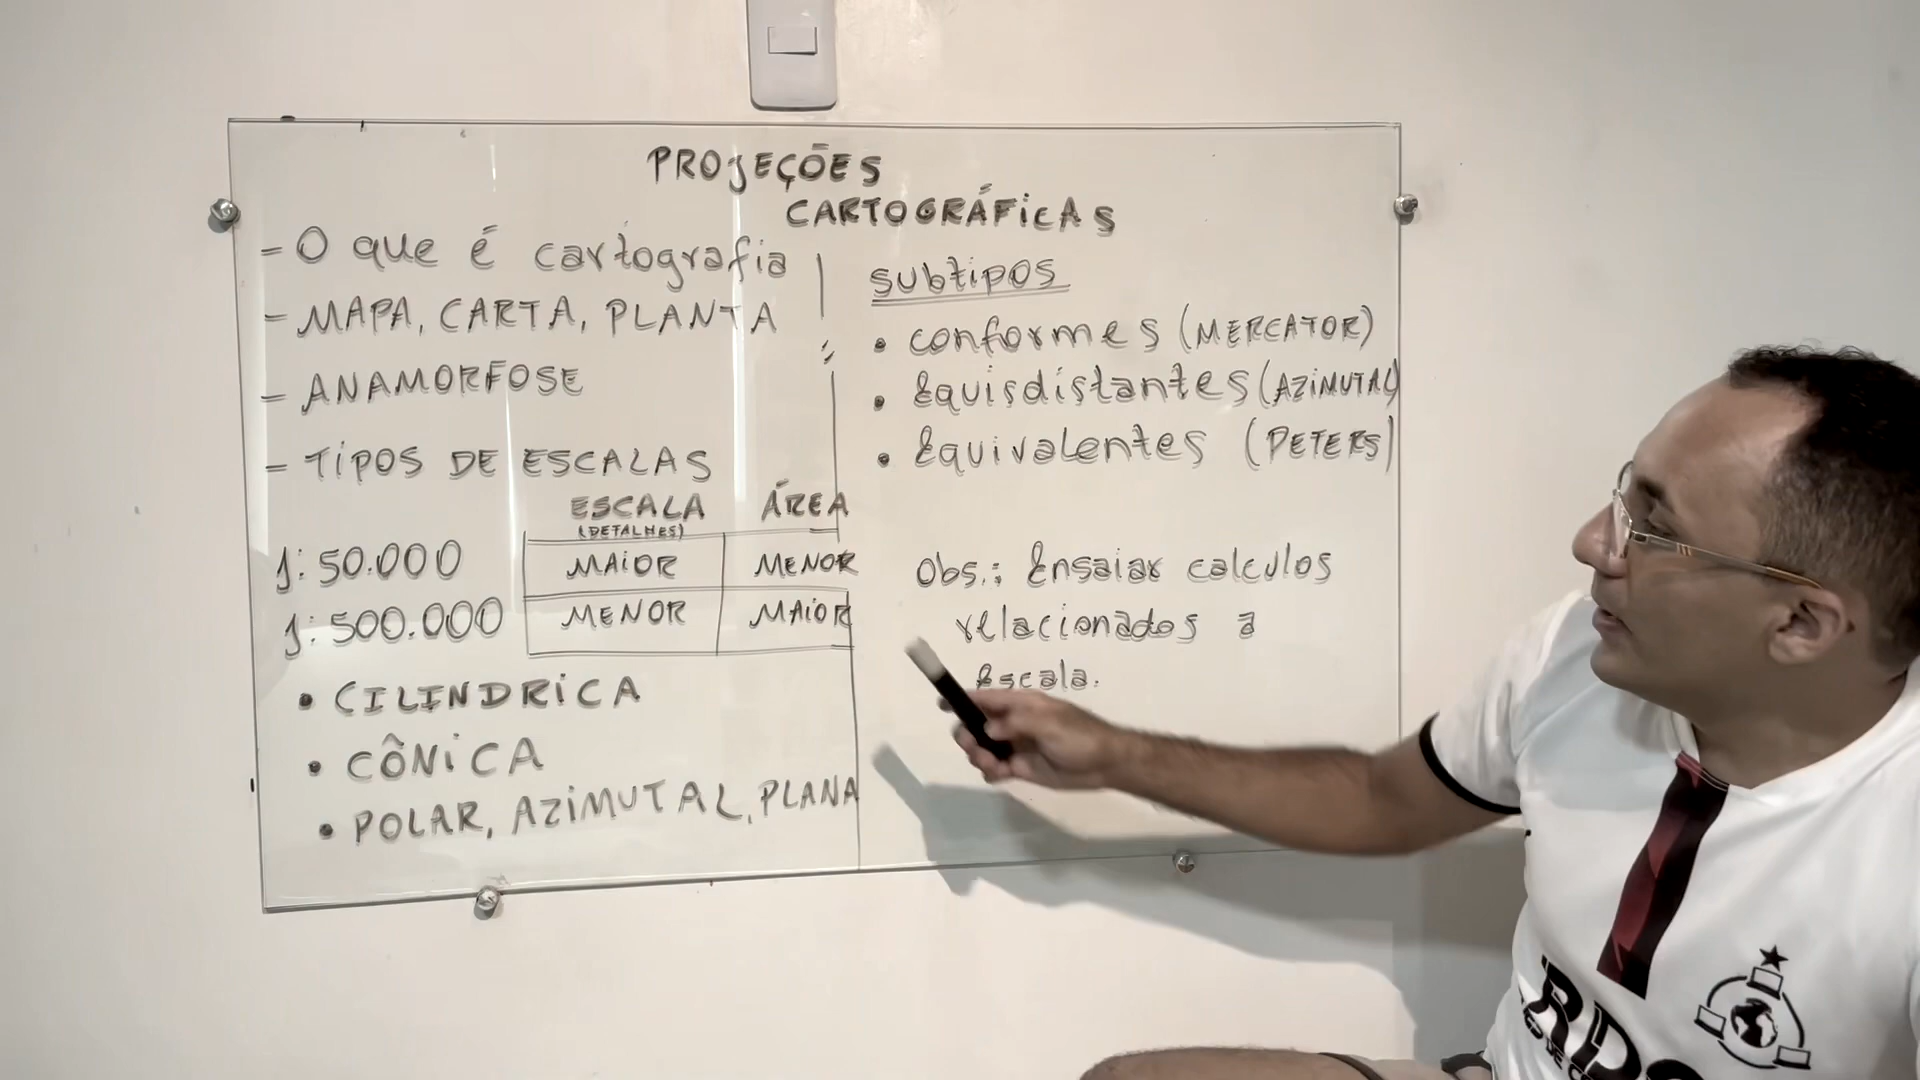 PROJEÇÕES
CARTOGRÁFICAS
- O que é cartografia
- MAPA, CARTA, PLANTA
- ANAMORFOSE
- TIPOS DE ESCALAS
ESCALA ÁREA
(DETALHES)
1:50.000 MAIOR MENOR
1:500.000 MENOR MAIOR
• CILINDRICA
• CÔNICA
• POLAR, AZIMUTAL, PLANA
SUBTIPOS
• conformes (MERCATOR)
• Equisdistantes (AZIMUTAL)
• Equivalentes (PETERS)
Obs.: Ensaiar calculos
relacionados a
Escala.